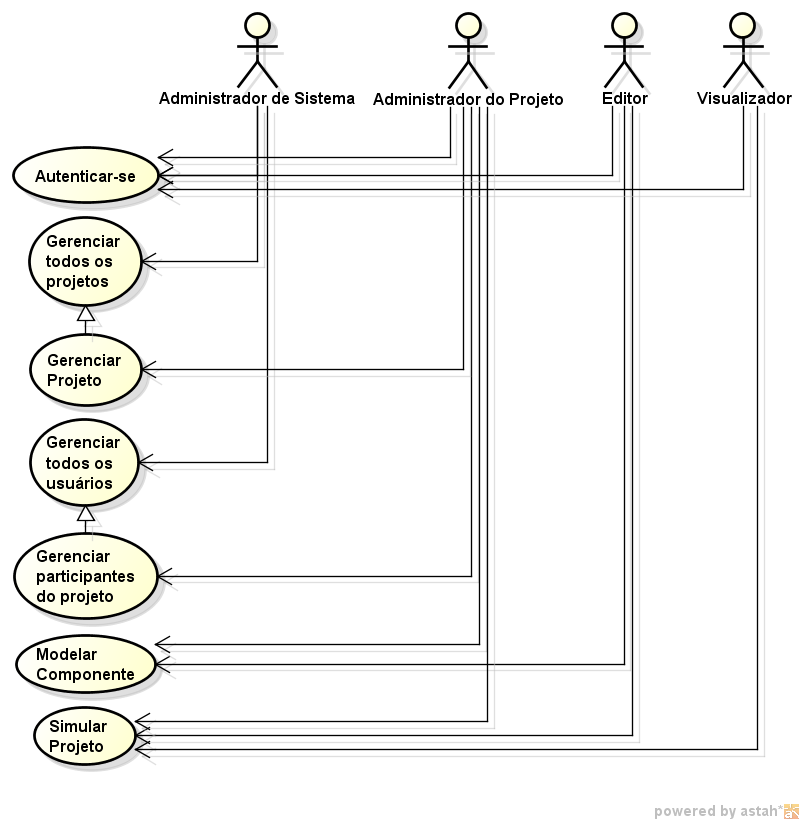 Administrador de Sistema
Administrador do Projeto
Editor
Visualizador
Autenticar-se
Gerenciar
todos os
projetos
Gerenciar
Projeto
Gerenciar
todos os
usuários
Gerenciar
participantes
do projeto
Modelar
Componente
Simular
Projeto
powered by astah*